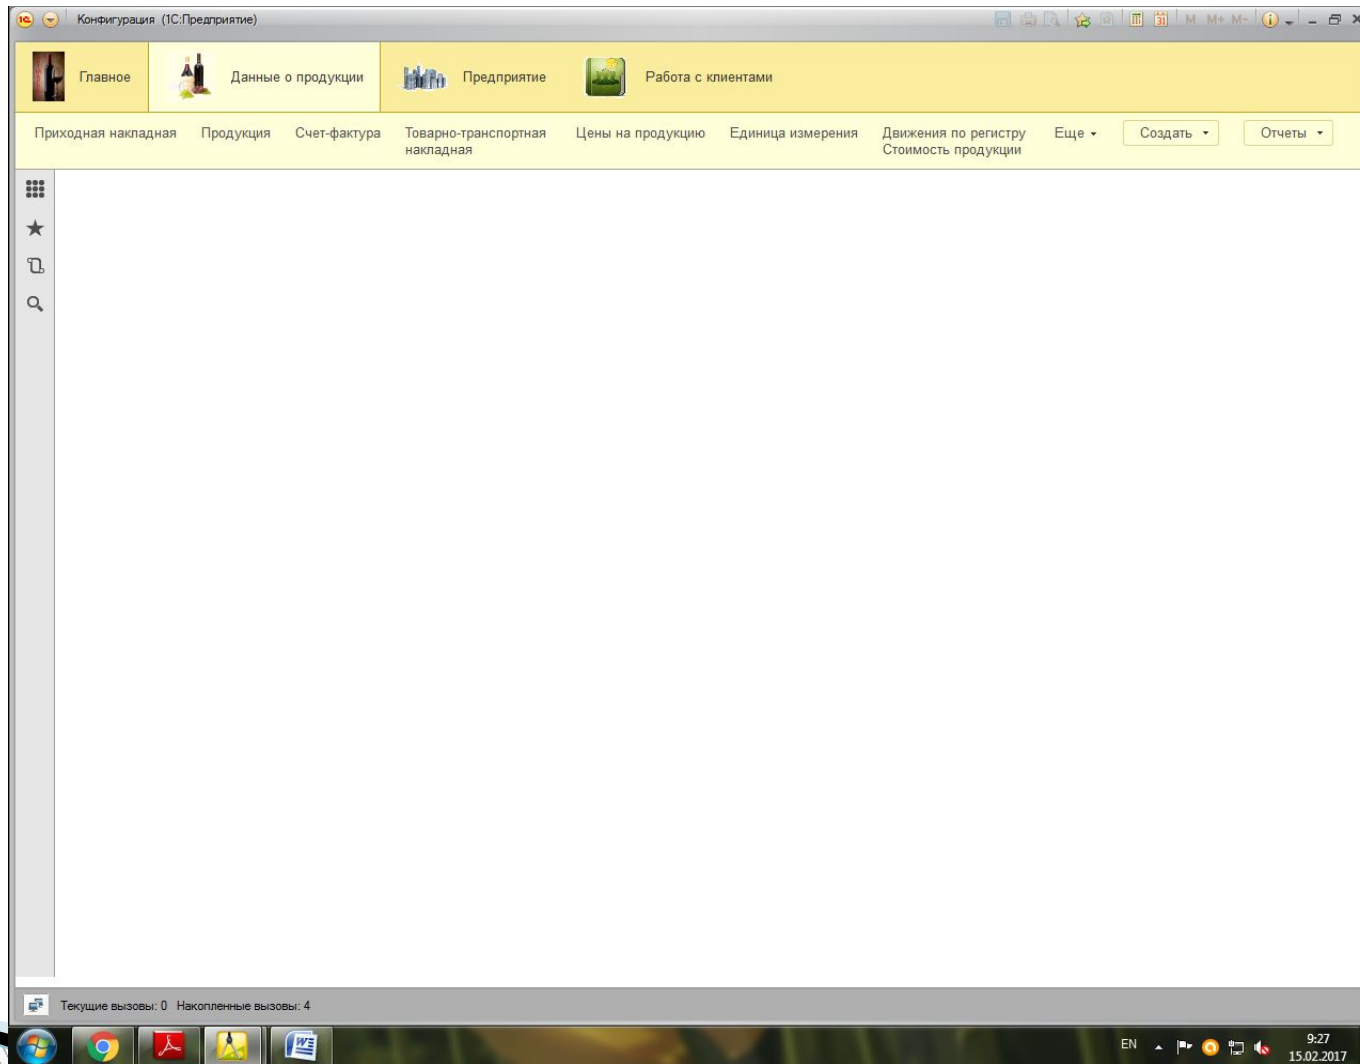 Конфигурация (1С:Предприятие)
31 M M+ M-
Главное
Данные о продукции
Предприятие
Работа с клиентами
Приходная накладная
Продукция
Счет-фактура
Товарно-транспортная
накладная
Цены на продукцию
Единица измерения
Движения по регистру
Стоимость продукции
Еще
Создать
Отчеты
Текущие вызовы: 0 Накопленные вызовы: 4
EN
9:27
15.02.2017